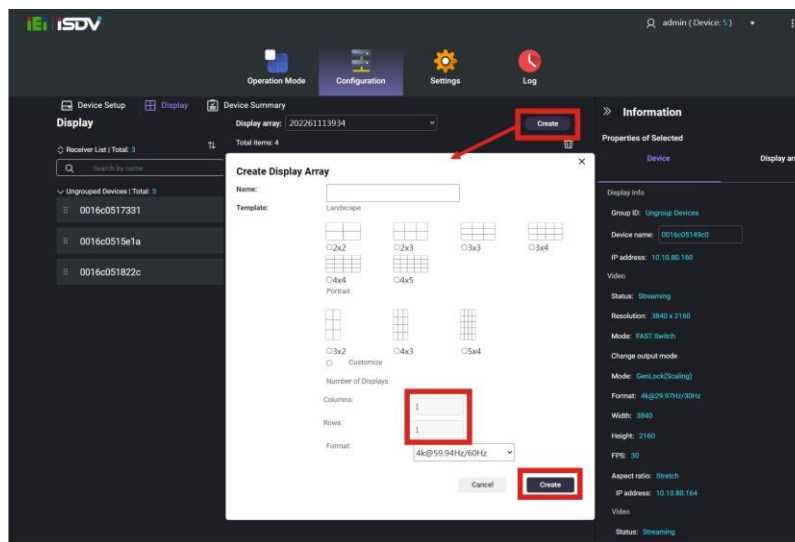 iEi iSDV
admin ( Device: 5 )
Operation Mode
Configuration
Settings
Log
Device Setup
Display
Device Summary
Display
Display array: 202261113934
Create
Receiver List | Total: 3
Total items: 4
Search by name
Ungrouped Devices | Total: 3
0016c0517331
0016c0515e1a
0016c051822c
Create Display Array
Name:
Template:
Landscape
2x2
2x3
3x3
3x4
4x4
4x5
Portrait
3x2
4x3
5x4
Customize
Number of Displays
Columns:
1
Rows:
1
Format:
4k@59.94Hz/60Hz
Cancel
Create
Information
Properties of Selected
Device
Display arr
Display Info
Group ID: Ungroup Devices
Device name: 0016c05149c0
IP address: 10.10.80.160
Video
Status: Streaming
Resolution: 3840 x 2160
Mode: FAST Switch
Change output mode
Mode: GenLock(Scaling)
Format: 4k@29.97Hz/30Hz
Width: 3840
Height: 2160
FPS: 30
Aspect ratio: Stretch
IP address: 10.10.80.164
Video
Status: Streaming